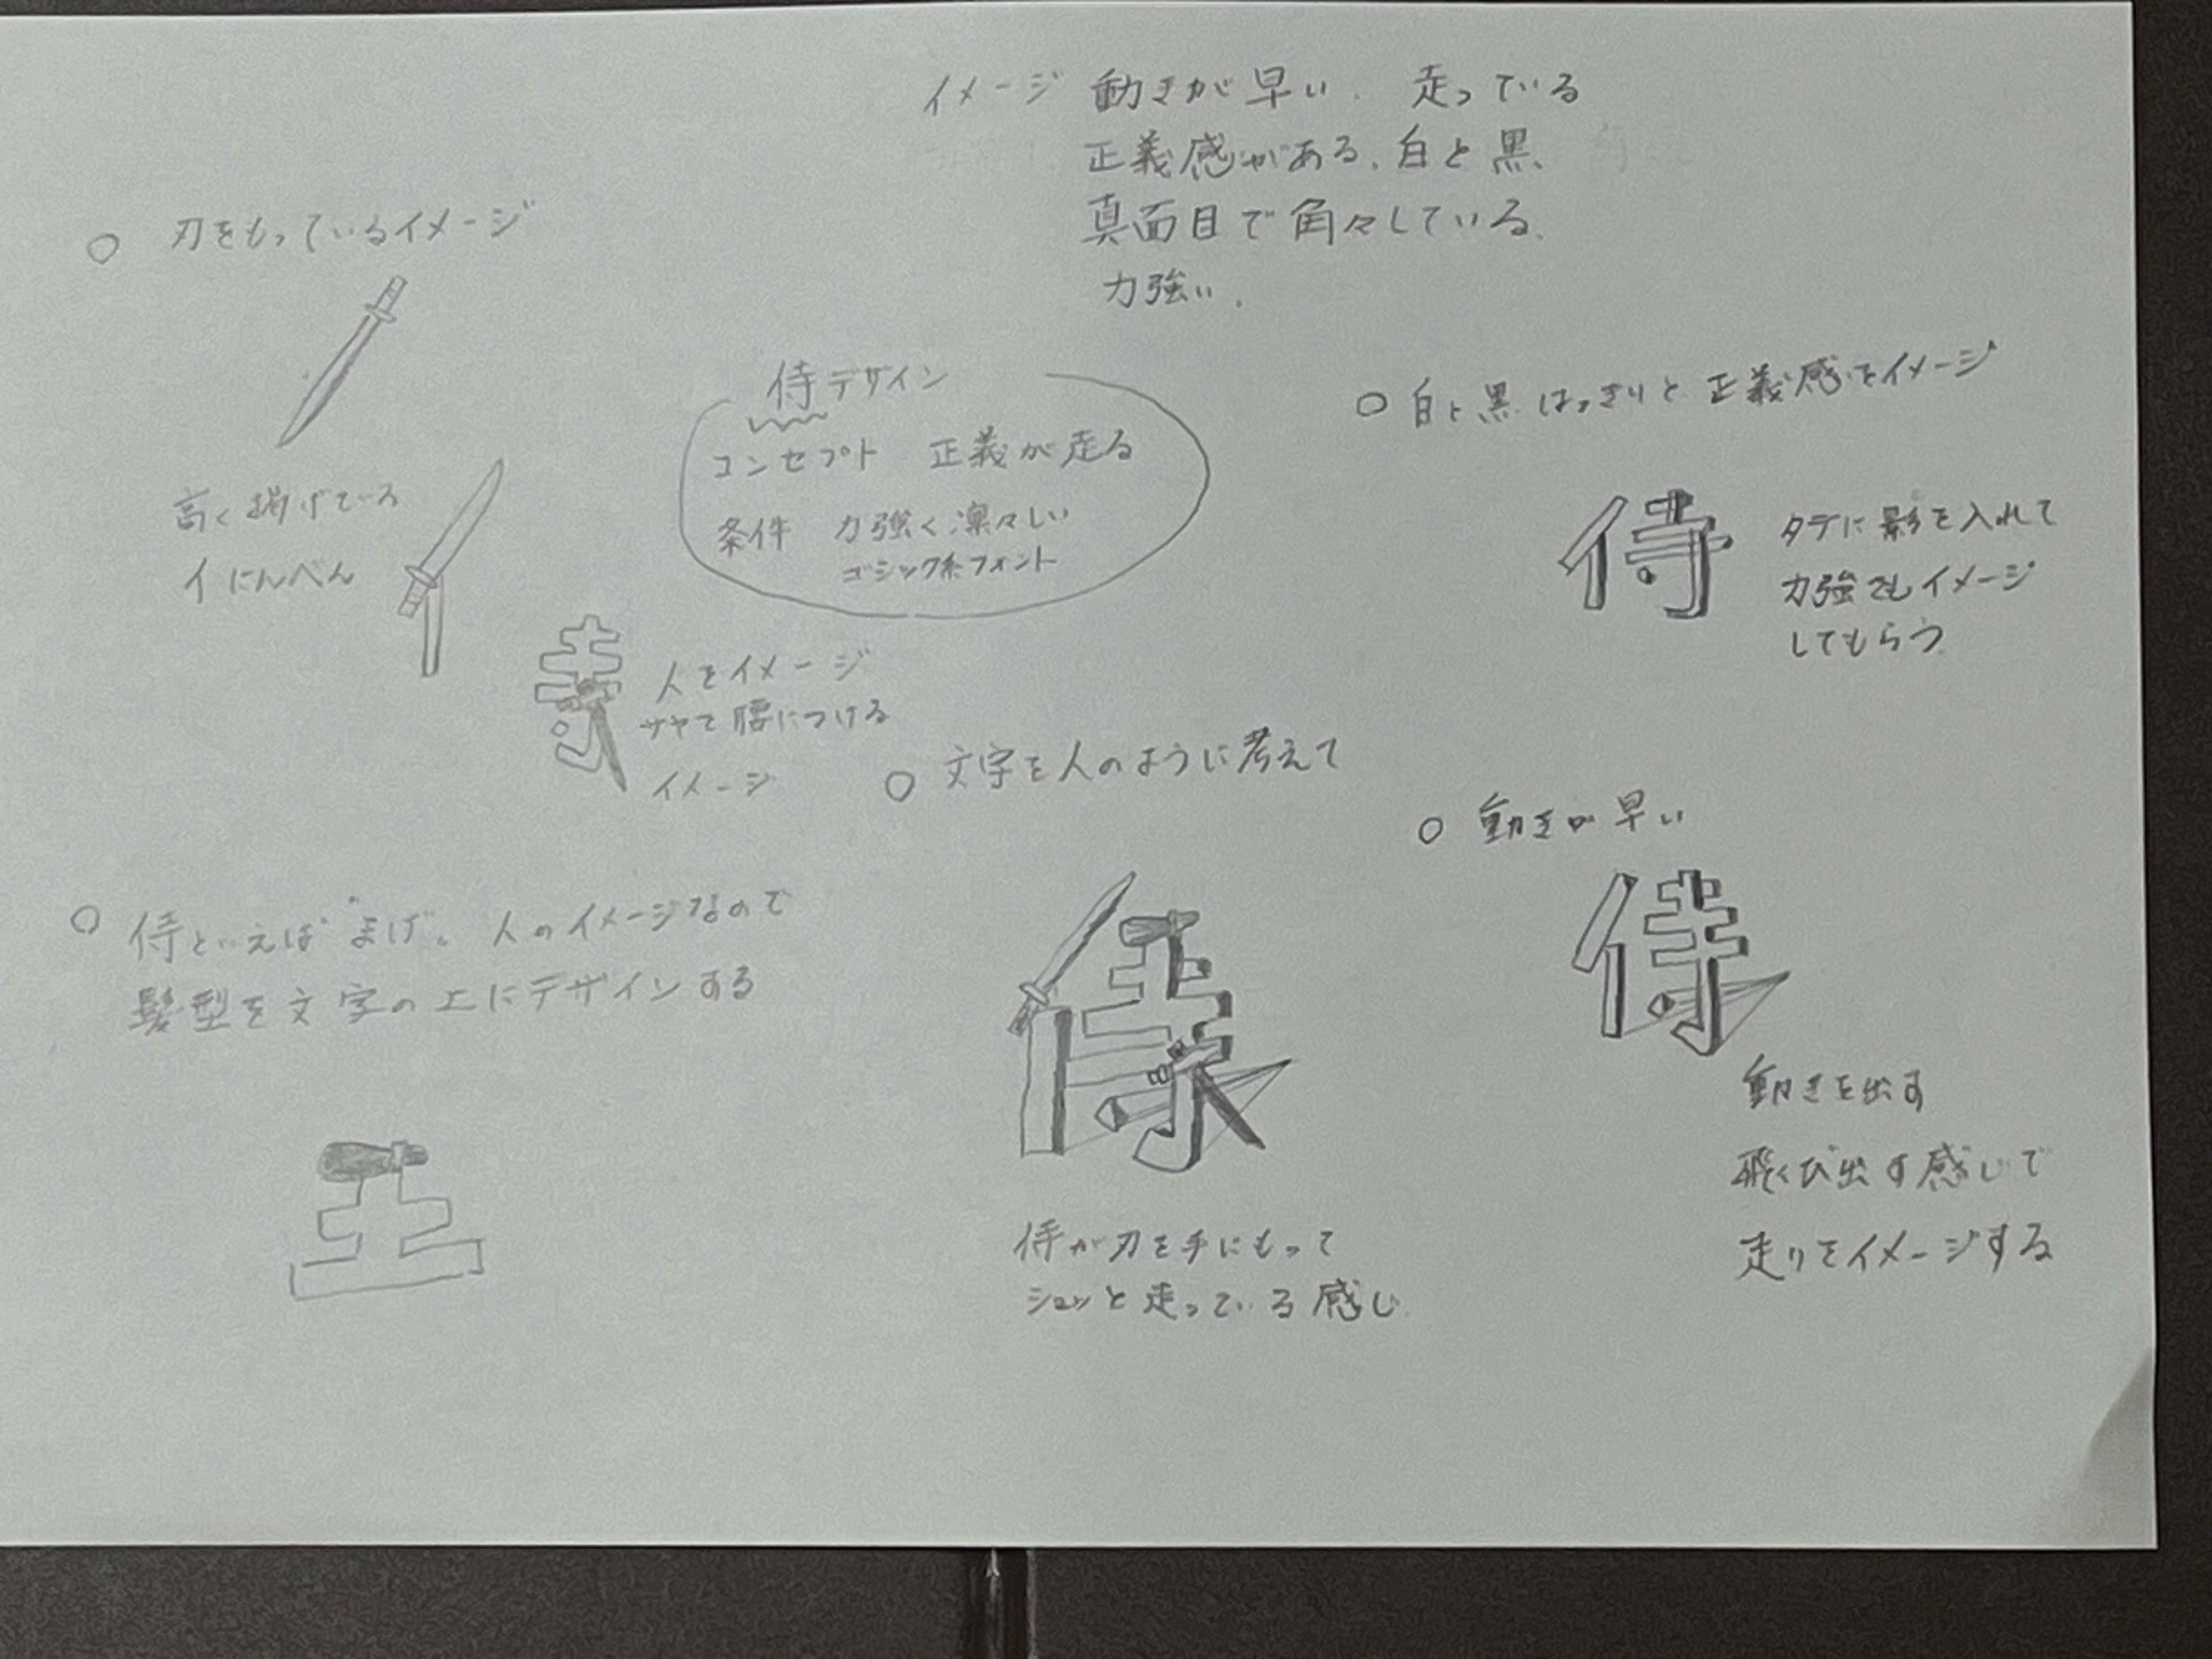 イメージ 動きが早い. 走っている
正義感がある. 白と黒
真面目で角々している.
力強い.
○ 刃をもっているイメージ
高く掲げている
イ にんべん
侍デザイン
コンセプト 正義が走る
条件 力強く凛々しい
ゴシック系フォント
人をイメージ
サヤて腰につける
イメージ
○ 白と黒はっきりと正義感をイメージ
侍
タテに影を入れて
力強でもイメージ
してもらう
○ 文字を人のように考えて
侍
侍が刃を手にもって
シュッと走っている感じ
○ 動きが早い
侍
動きを出す
飛び出す感じで
走りをイメージする
○ 侍といえば"まげ"。人のイメージなので
髪型を文字の上にデザインする